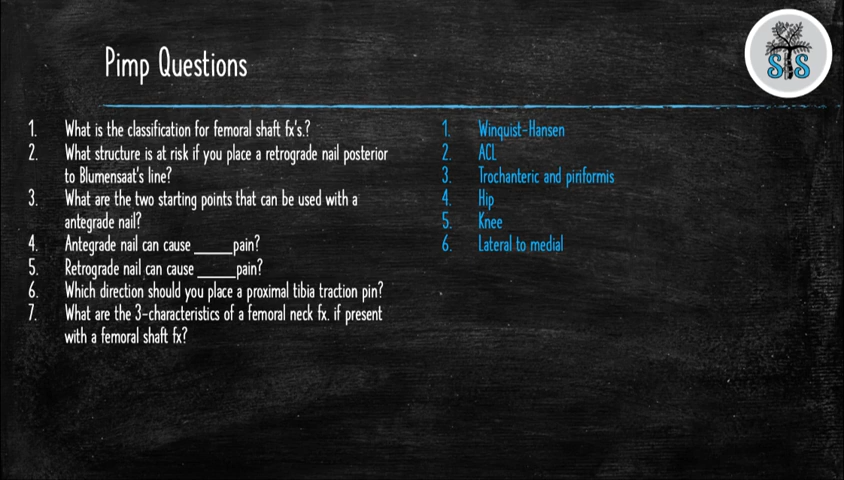 Pimp Questions
STS
1. What is the classification for femoral shaft fx's.?
2. What structure is at risk if you place a retrograde nail posterior
to Blumensaat's line?
3. What are the two starting points that can be used with a
antegrade nail?
4. Antegrade nail can cause _____pain?
5. Retrograde nail can cause _____pain?
6. Which direction should you place a proximal tibia traction pin?
7. What are the 3-characteristics of a femoral neck fx. if present
with a femoral shaft fx?
1. Winquist-Hansen
2. ACL
3. Trochanteric and piriformis
4. Hip
5. Knee
6. Lateral to medial